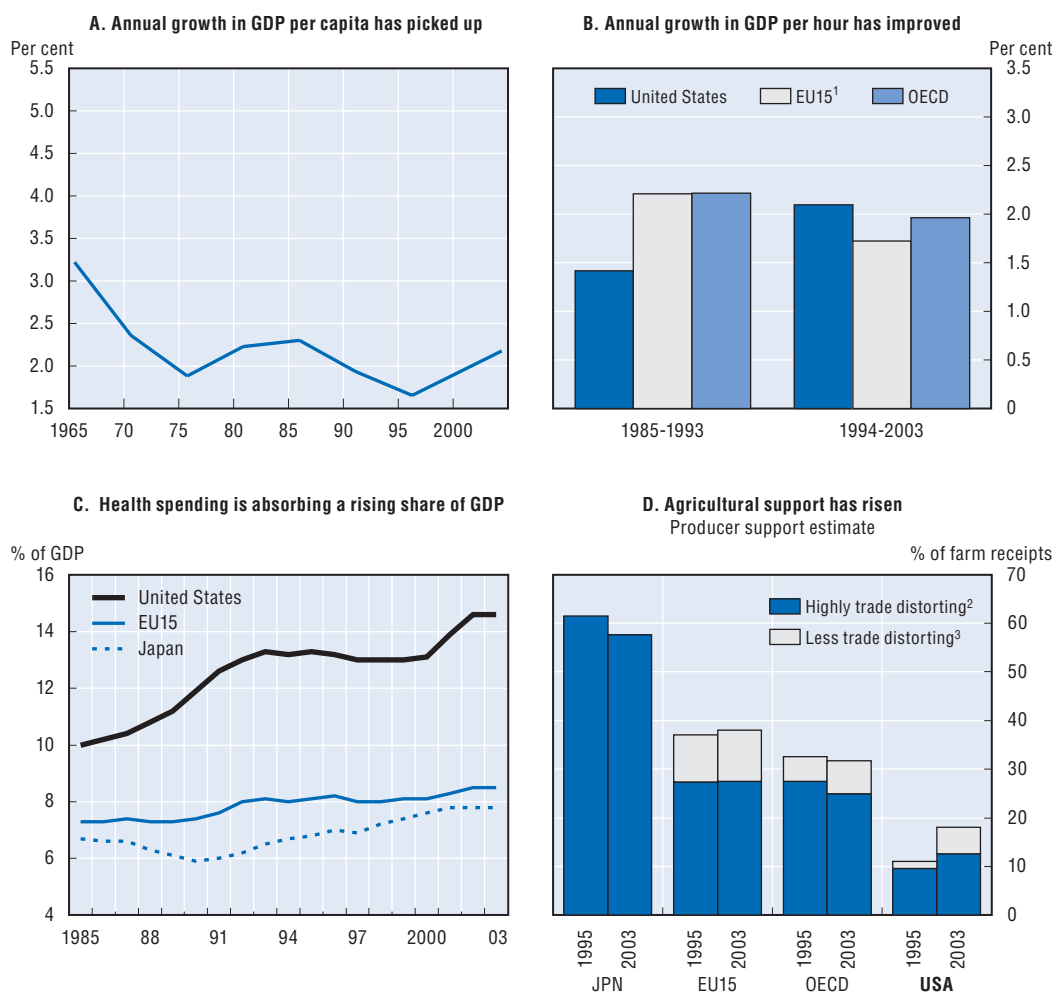 A. Annual growth in GDP per capita has picked up
Per cent
5.5
5.0
4.5
4.0
3.5
3.0
2.5
2.0
1.5
1965 70 75 80 85 90 95 2000
B. Annual growth in GDP per hour has improved
Per cent
3.5
3.0
2.5
2.0
1.5
1.0
0.5
0
United States EU15¹ OECD
1985-1993 1994-2003
C. Health spending is absorbing a rising share of GDP
% of GDP
16
14
12
10
8
6
4
United States
EU15
Japan
1985 88 91 94 97 2000 03
D. Agricultural support has risen
Producer support estimate
% of farm receipts
70
60
50
40
30
20
10
0
Highly trade distorting²
Less trade distorting³
1995 2003 1995 2003 1995 2003 1995 2003
JPN EU15 OECD USA